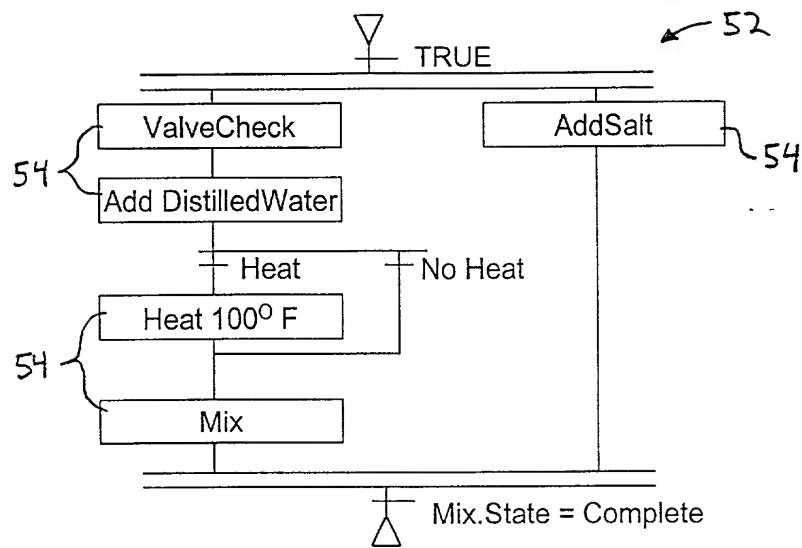 52
TRUE
ValveCheck
AddSalt
54
54
Add DistilledWater
Heat
No Heat
Heat 100° F
54
Mix
Mix.State = Complete